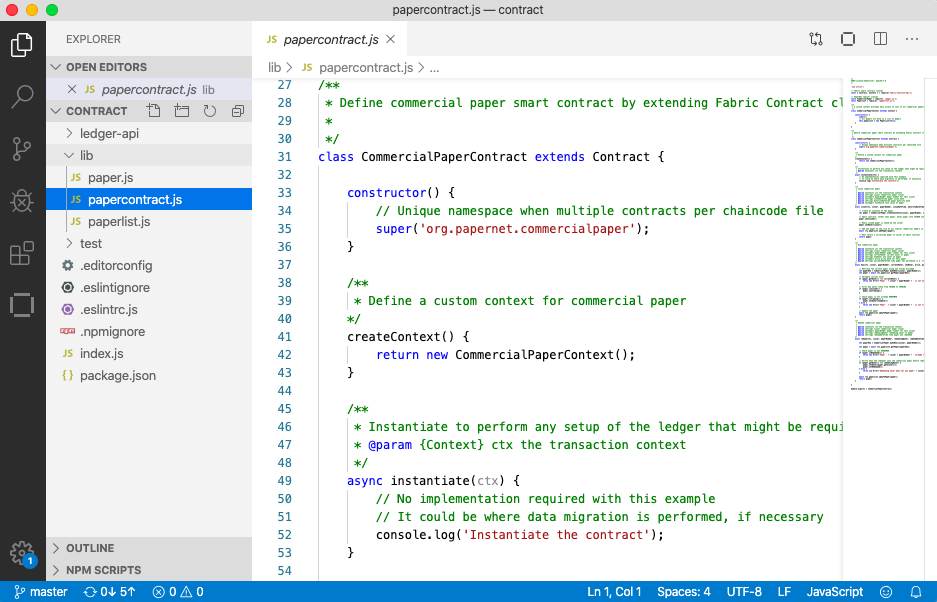 papercontract.js — contract
EXPLORER
OPEN EDITORS
JS papercontract.js lib
CONTRACT
ledger-api
lib
JS paper.js
JS papercontract.js
JS paperlist.js
test
.editorconfig
.eslintignore
.eslintrc.js
.npmignore
JS index.js
{} package.json
OUTLINE
NPM SCRIPTS
1
JS papercontract.js
lib > JS papercontract.js > ...
27 /**
28 * Define commercial paper smart contract by extending Fabric Contract cl
29 *
30 */
31 class CommercialPaperContract extends Contract {
32
33 constructor() {
34 // Unique namespace when multiple contracts per chaincode file
35 super('org.papernet.commercialpaper');
36 }
37
38 /**
39 * Define a custom context for commercial paper
40 */
41 createContext() {
42 return new CommercialPaperContext();
43 }
44
45 /**
46 * Instantiate to perform any setup of the ledger that might be requi
47 * @param {Context} ctx the transaction context
48 */
49 async instantiate(ctx) {
50 // No implementation required with this example
51 // It could be where data migration is performed, if necessary
52 console.log('Instantiate the contract');
53 }
54
master 0↓ 5↑ 0 0 Ln 1, Col 1 Spaces: 4 UTF-8 LF JavaScript